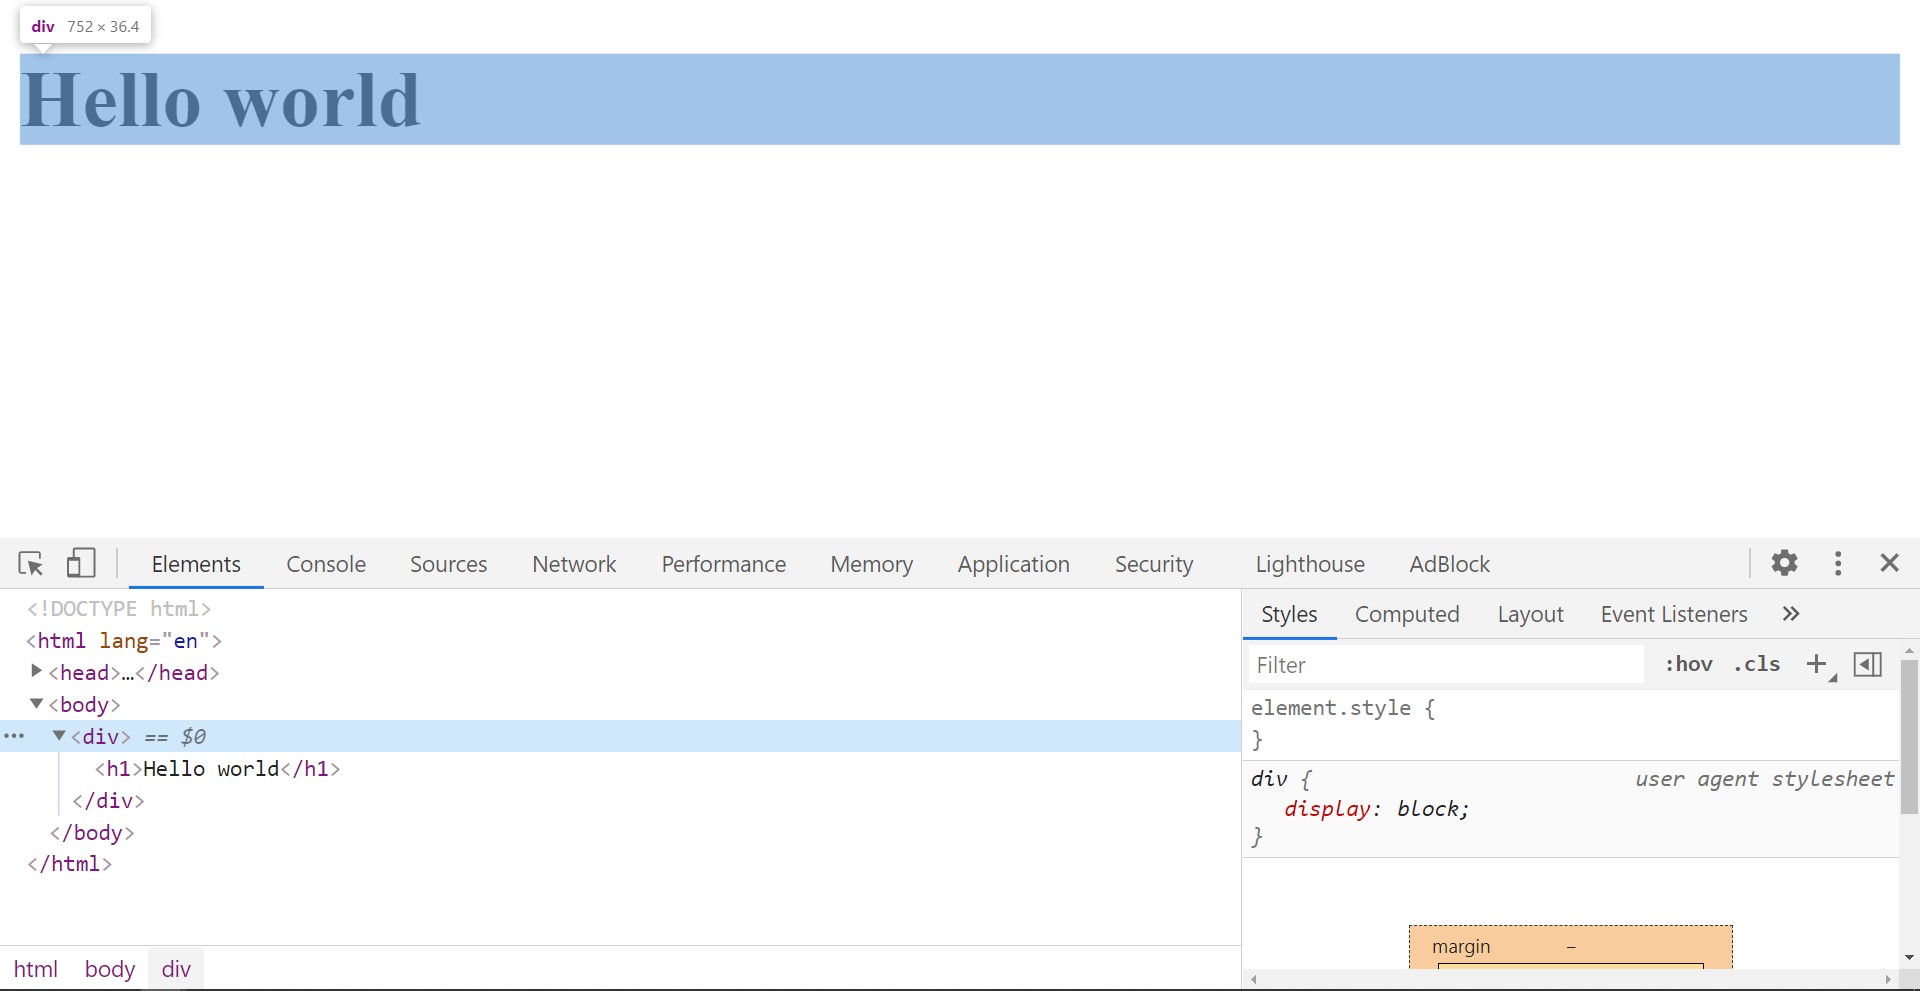 div 752 × 36.4
Hello world
Elements Console Sources Network Performance Memory Application Security Lighthouse AdBlock
<!DOCTYPE html>
<html lang="en">
<head>…</head>
<body>
<div> == $0
<h1>Hello world</h1>
</div>
</body>
</html>
html body div
Styles Computed Layout Event Listeners »
Filter :hov .cls +
element.style {
}
div { user agent stylesheet
display: block;
}
margin –